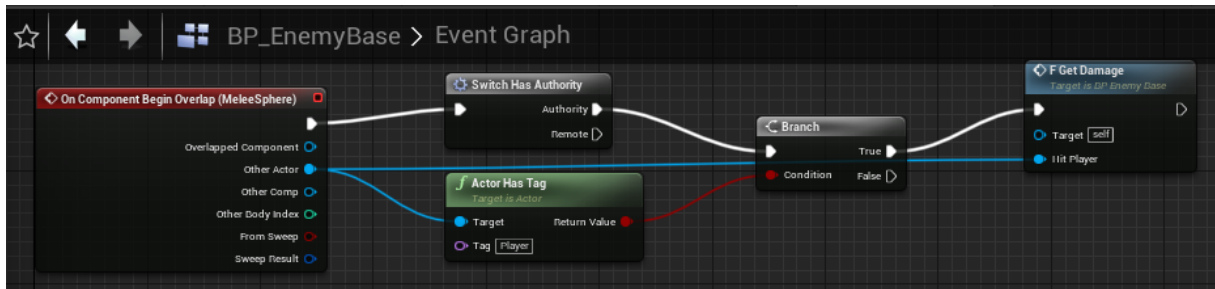 BP_EnemyBase > Event Graph
On Component Begin Overlap (MeleeSphere)
Overlapped Component
Other Actor
Other Comp
Other Body Index
From Sweep
Sweep Result
Switch Has Authority
Authority
Remote
Actor Has Tag
Target is Actor
Target Return Value
Tag Player
Branch
True
Condition False
F Get Damage
Target is BP Enemy Base
Target self
Hit Player